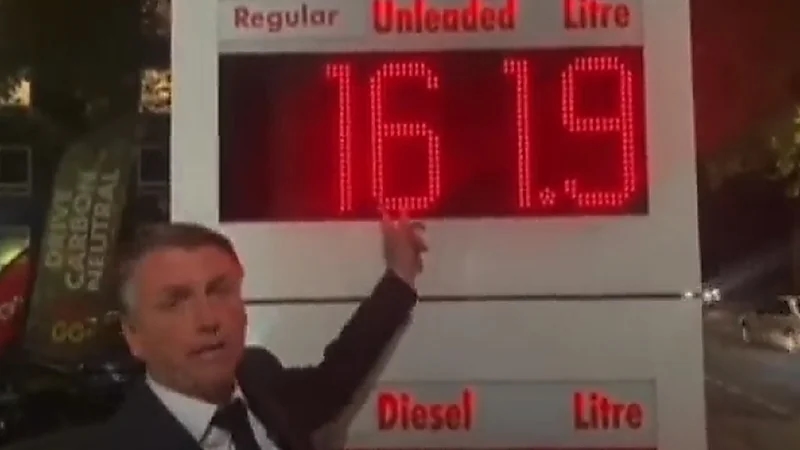 Regular Unleaded Litre
161.9
DRIVE
CARBON
NEUTRAL
Diesel Litre